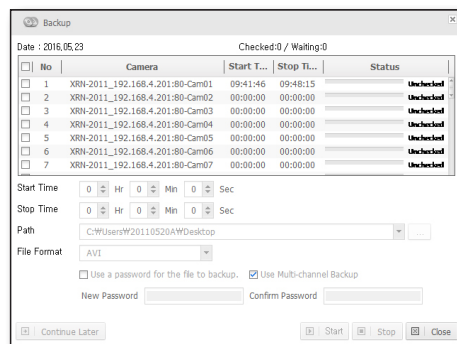 Backup
Date : 2016,05,23 Checked:0 / Waiting:0
No Camera Start T... Stop Ti... Status
1 XRN-2011_192.168.4.201:80-Cam01 09:41:46 09:48:15 Unchecked
2 XRN-2011_192.168.4.201:80-Cam02 00:00:00 00:00:00 Unchecked
3 XRN-2011_192.168.4.201:80-Cam03 00:00:00 00:00:00 Unchecked
4 XRN-2011_192.168.4.201:80-Cam04 00:00:00 00:00:00 Unchecked
5 XRN-2011_192.168.4.201:80-Cam05 00:00:00 00:00:00 Unchecked
6 XRN-2011_192.168.4.201:80-Cam06 00:00:00 00:00:00 Unchecked
7 XRN-2011_192.168.4.201:80-Cam07 00:00:00 00:00:00 Unchecked
Start Time 0 Hr 0 Min 0 Sec
Stop Time 0 Hr 0 Min 0 Sec
Path C:₩Users₩20110520A₩Desktop ...
File Format AVI
Use a password for the file to backup. Use Multi-channel Backup
New Password Confirm Password
Continue Later Start Stop Close